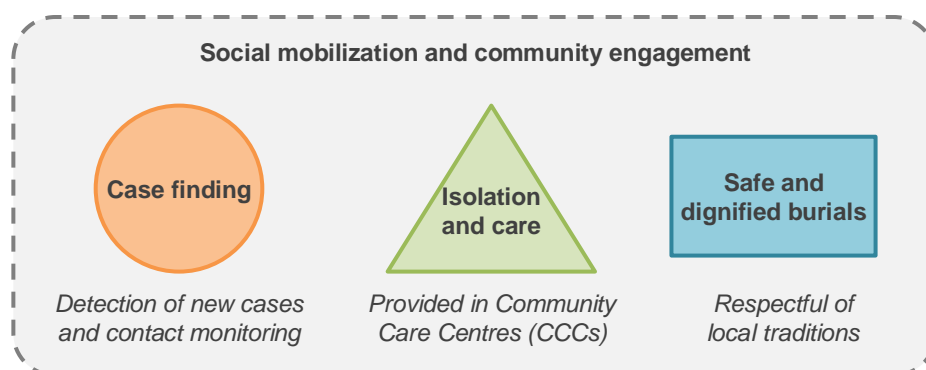 Social mobilization and community engagement
Case finding
Isolation
and care
Safe and
dignified burials
Detection of new cases
and contact monitoring
Provided in Community
Care Centres (CCCs)
Respectful of
local traditions